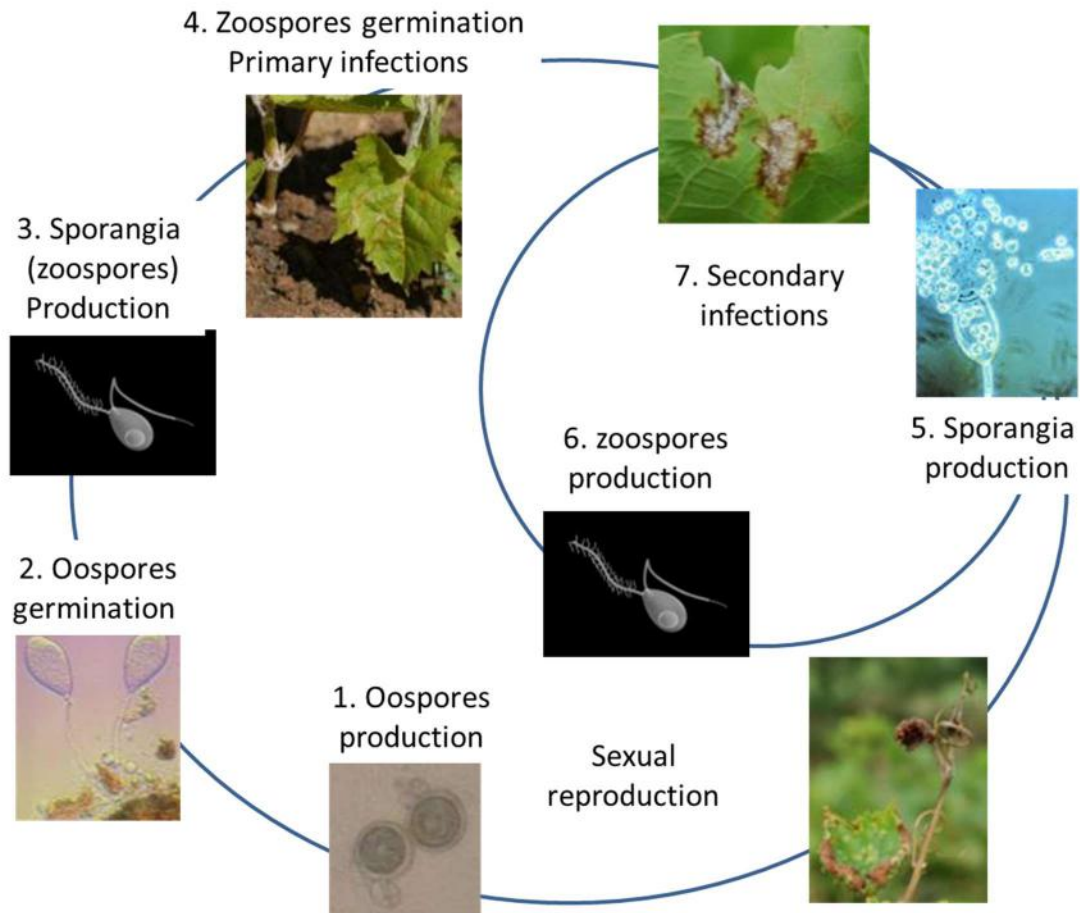 4. Zoospores germination
Primary infections
3. Sporangia
(zoospores)
Production
7. Secondary
infections
5. Sporangia
production
6. zoospores
production
2. Oospores
germination
1. Oospores
production
Sexual
reproduction